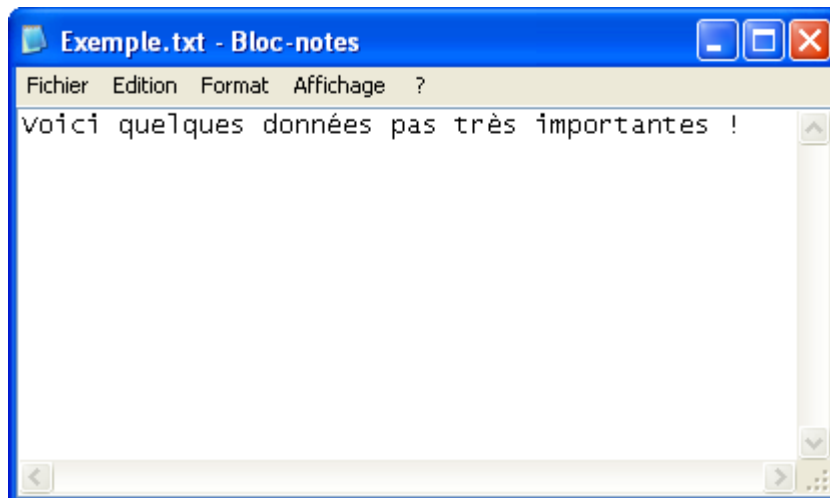 Exemple.txt - Bloc-notes
Fichier Edition Format Affichage ?
Voici quelques données pas très importantes !